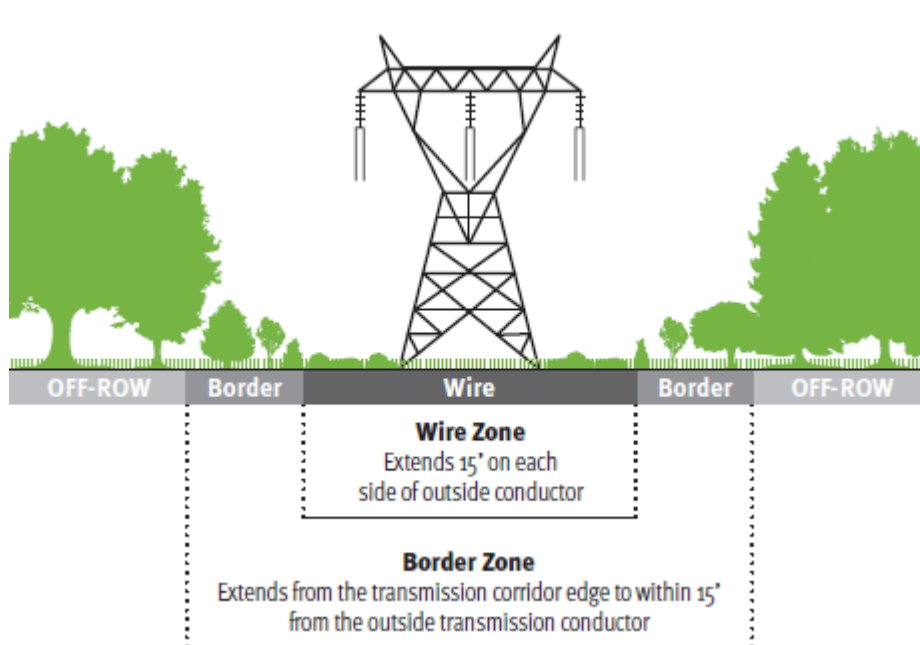 OFF-ROW Border Wire Border OFF-ROW
Wire Zone
Extends 15' on each
side of outside conductor
Border Zone
Extends from the transmission corridor edge to within 15'
from the outside transmission conductor